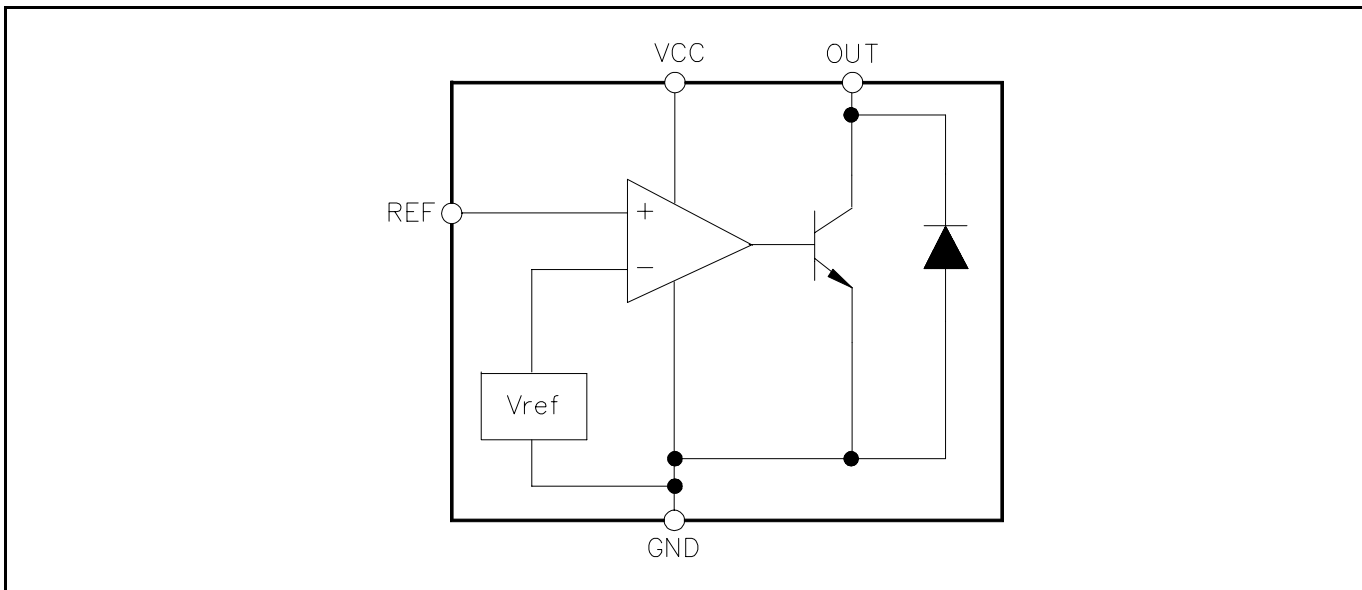 VCC
OUT
REF
+
−
Vref
GND